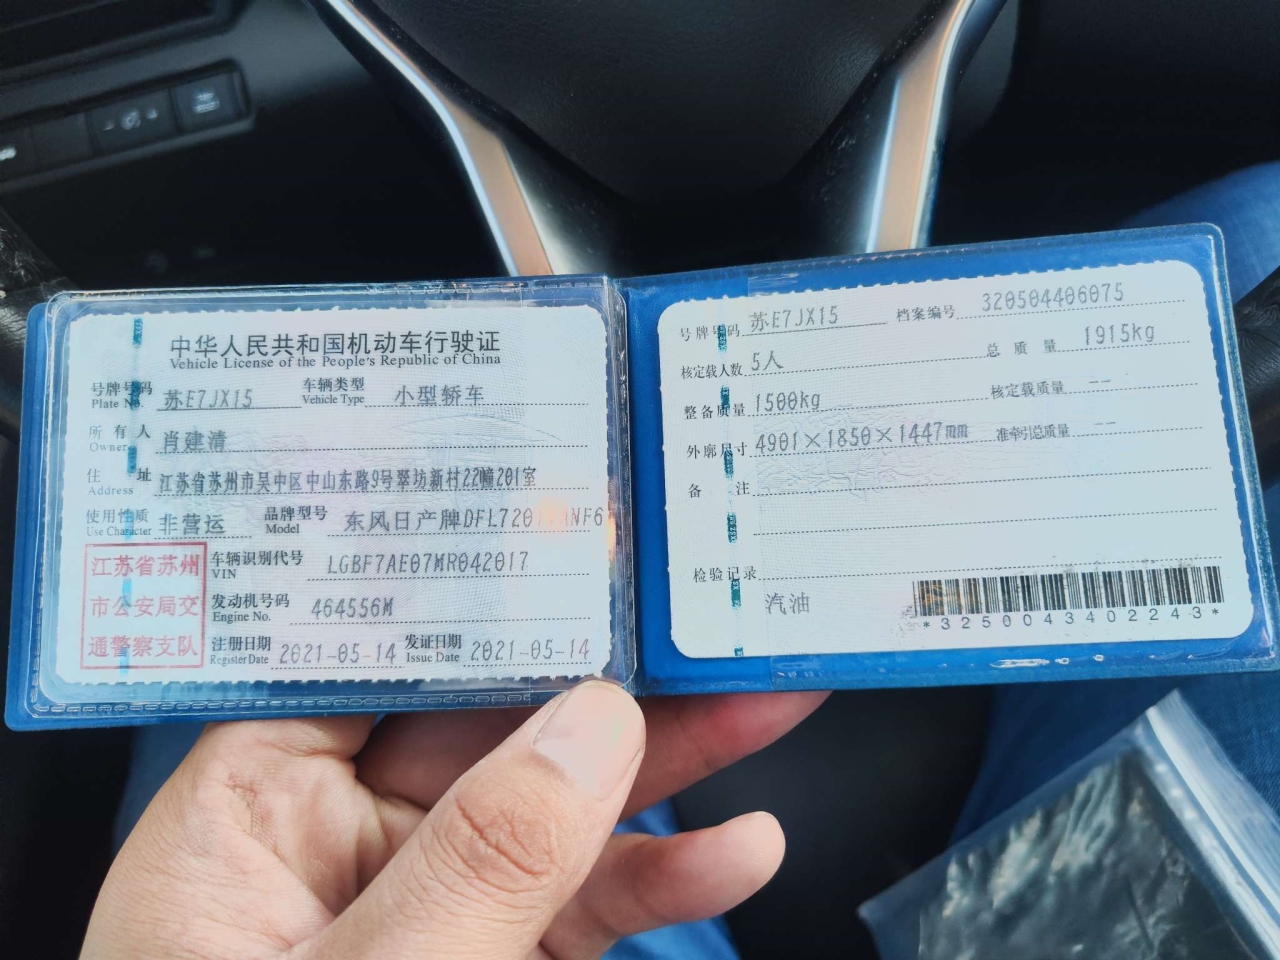 中华人民共和国机动车行驶证
Vehicle License of the People's Republic of China
号牌号码 苏E7JX15 车辆类型 小型轿车
Plate No. Vehicle Type
所有人 肖建清
Owner
住址 江苏省苏州市吴中区中山东路9号翠坊新村22幢201室
Address
使用性质 非营运 品牌型号 东风日产牌DFL720 NF6
Use Character Model
江苏省苏州
市公安局交
通警察支队
车辆识别代号 LGBF7AE07MR042017
VIN
发动机号码 464556M
Engine No.
注册日期 2021-05-14 发证日期 2021-05-14
Register Date Issue Date
号牌号码 苏E7JX15 档案编号 320504406075
核定载人数 5人 总质量 1915kg
整备质量 1500kg 核定载质量 --
外廓尺寸 4901×1850×1447mm 准牵引总质量 --
备注
检验记录
汽油
*3250043402243*